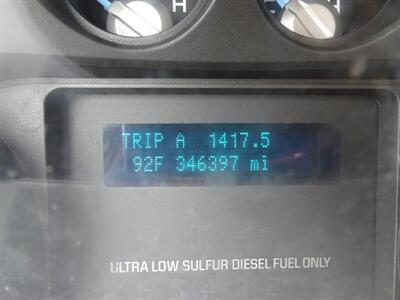 H
TRIP A 1417.5
92F 346397 mi
ULTRA LOW SULFUR DIESEL FUEL ONLY